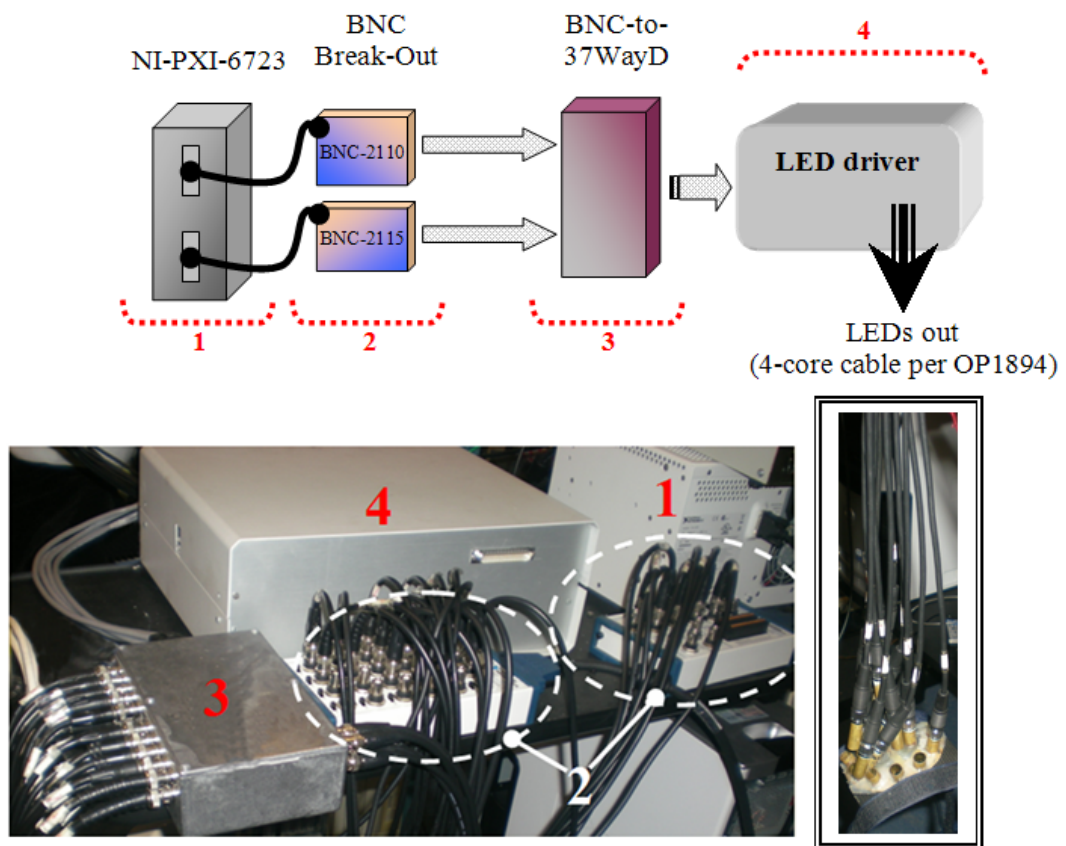 NI-PXI-6723
BNC
Break-Out
BNC-to-
37WayD
4
BNC-2110
BNC-2115
LED driver
1
2
3
LEDs out
(4-core cable per OP1894)
4
1
3
2